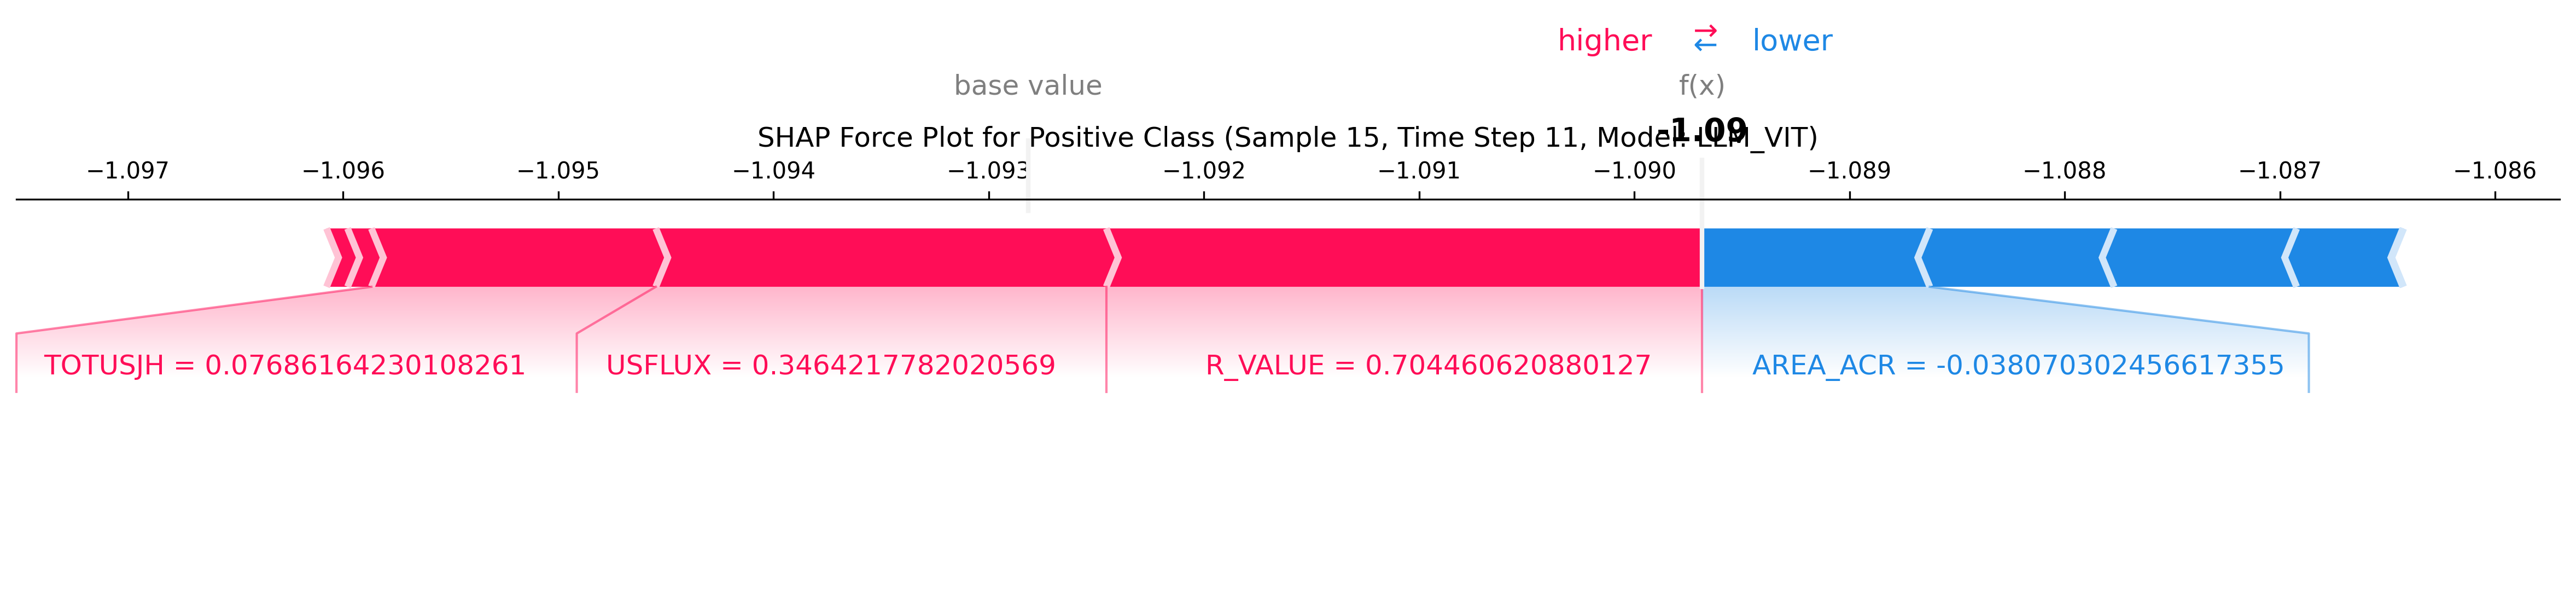 higher ⇄ lower
base value f(x)
SHAP Force Plot for Positive Class (Sample 15, Time Step 11, Model: LLM_VIT)
-1.09
−1.097 −1.096 −1.095 −1.094 −1.093 −1.092 −1.091 −1.090 −1.089 −1.088 −1.087 −1.086
TOTUSJH = 0.07686164230108261 USFLUX = 0.3464217782020569 R_VALUE = 0.704460620880127 AREA_ACR = -0.038070302456617355